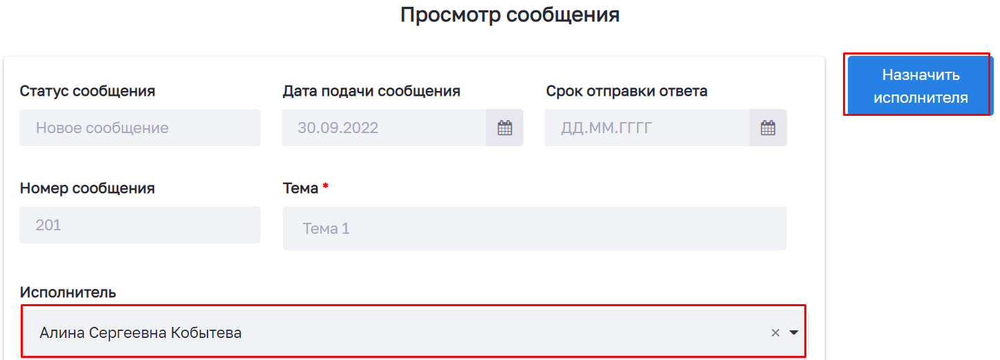 Просмотр сообщения
Назначить
исполнителя
Статус сообщения
Дата подачи сообщения
Срок отправки ответа
Новое сообщение
30.09.2022
ДД.ММ.ГГГГ
Номер сообщения
Тема *
201
Тема 1
Исполнитель
Алина Сергеевна Кобытева